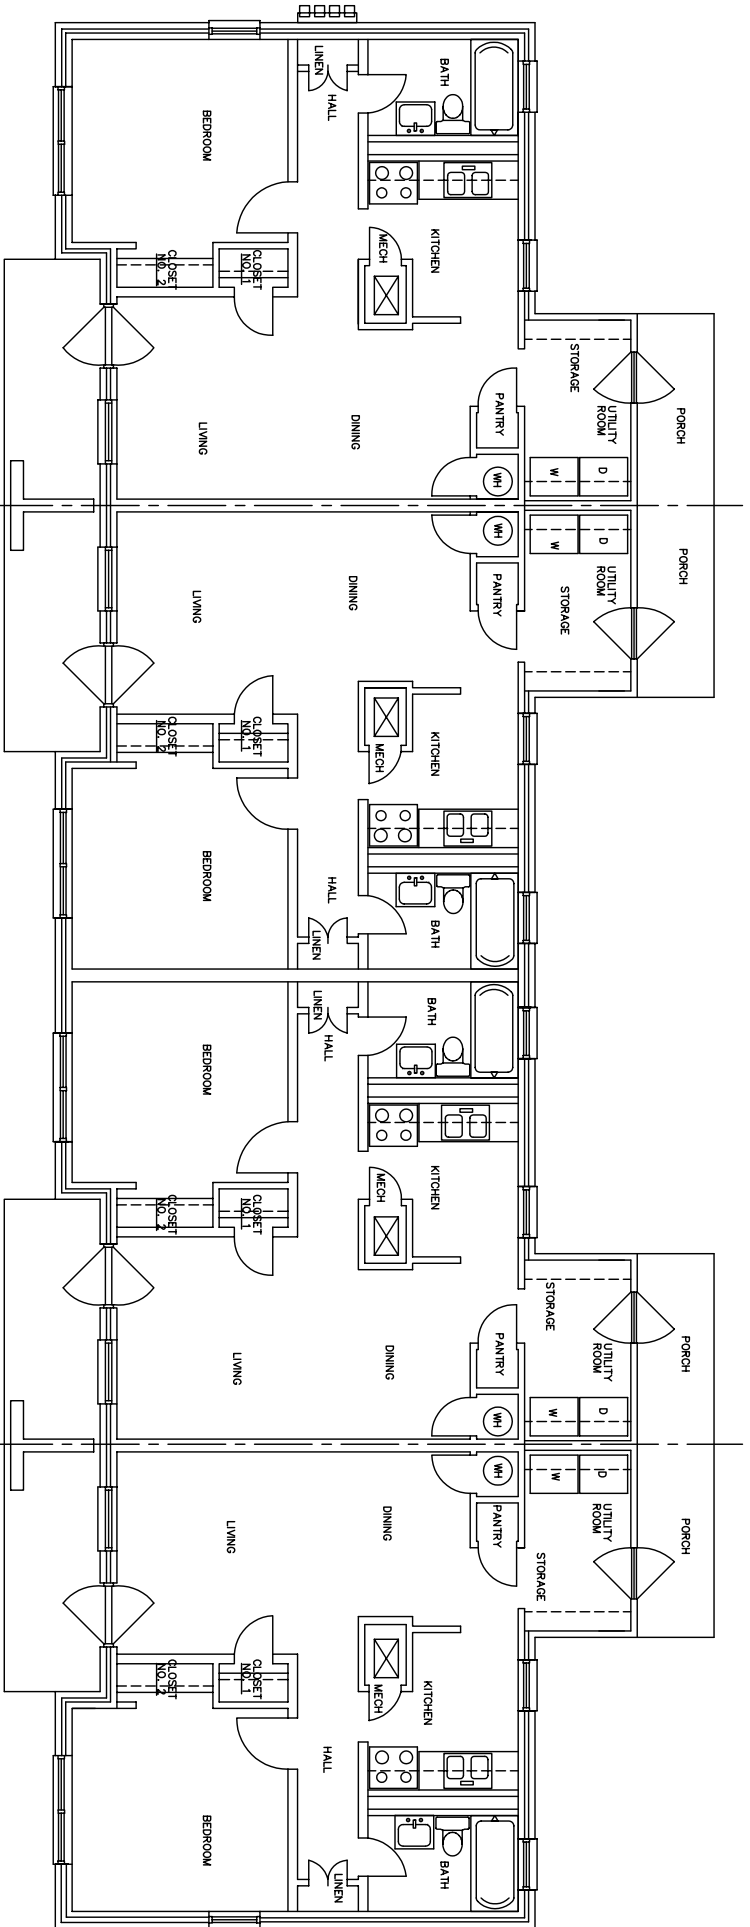 LINEN
BATH
HALL
BEDROOM
KITCHEN
MECH
CLOSET
NO. 1
CLOSET
NO. 2
STORAGE
PORCH
UTILITY
ROOM
PANTRY
DINING
LIVING
D
W
WH
WH
W
D
PORCH
UTILITY
ROOM
STORAGE
PANTRY
DINING
LIVING
CLOSET
NO. 1
CLOSET
NO. 2
KITCHEN
MECH
BEDROOM
HALL
BATH
LINEN
LINEN
BATH
HALL
BEDROOM
KITCHEN
MECH
CLOSET
NO. 1
CLOSET
NO. 2
STORAGE
PORCH
UTILITY
ROOM
PANTRY
DINING
LIVING
D
W
WH
WH
W
D
PORCH
UTILITY
ROOM
PANTRY
DINING
LIVING
STORAGE
CLOSET
NO. 1
CLOSET
NO. 2
KITCHEN
MECH
HALL
BEDROOM
BATH
LINEN